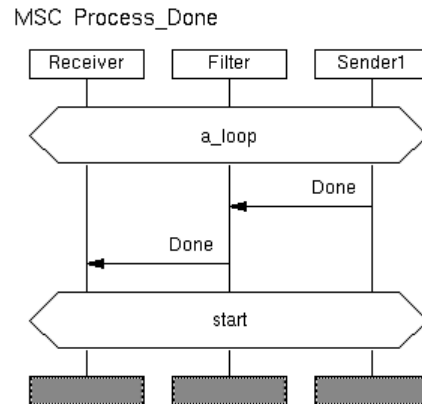 MSC Process_Done
Receiver Filter Sender1
a_loop
Done
Done
start